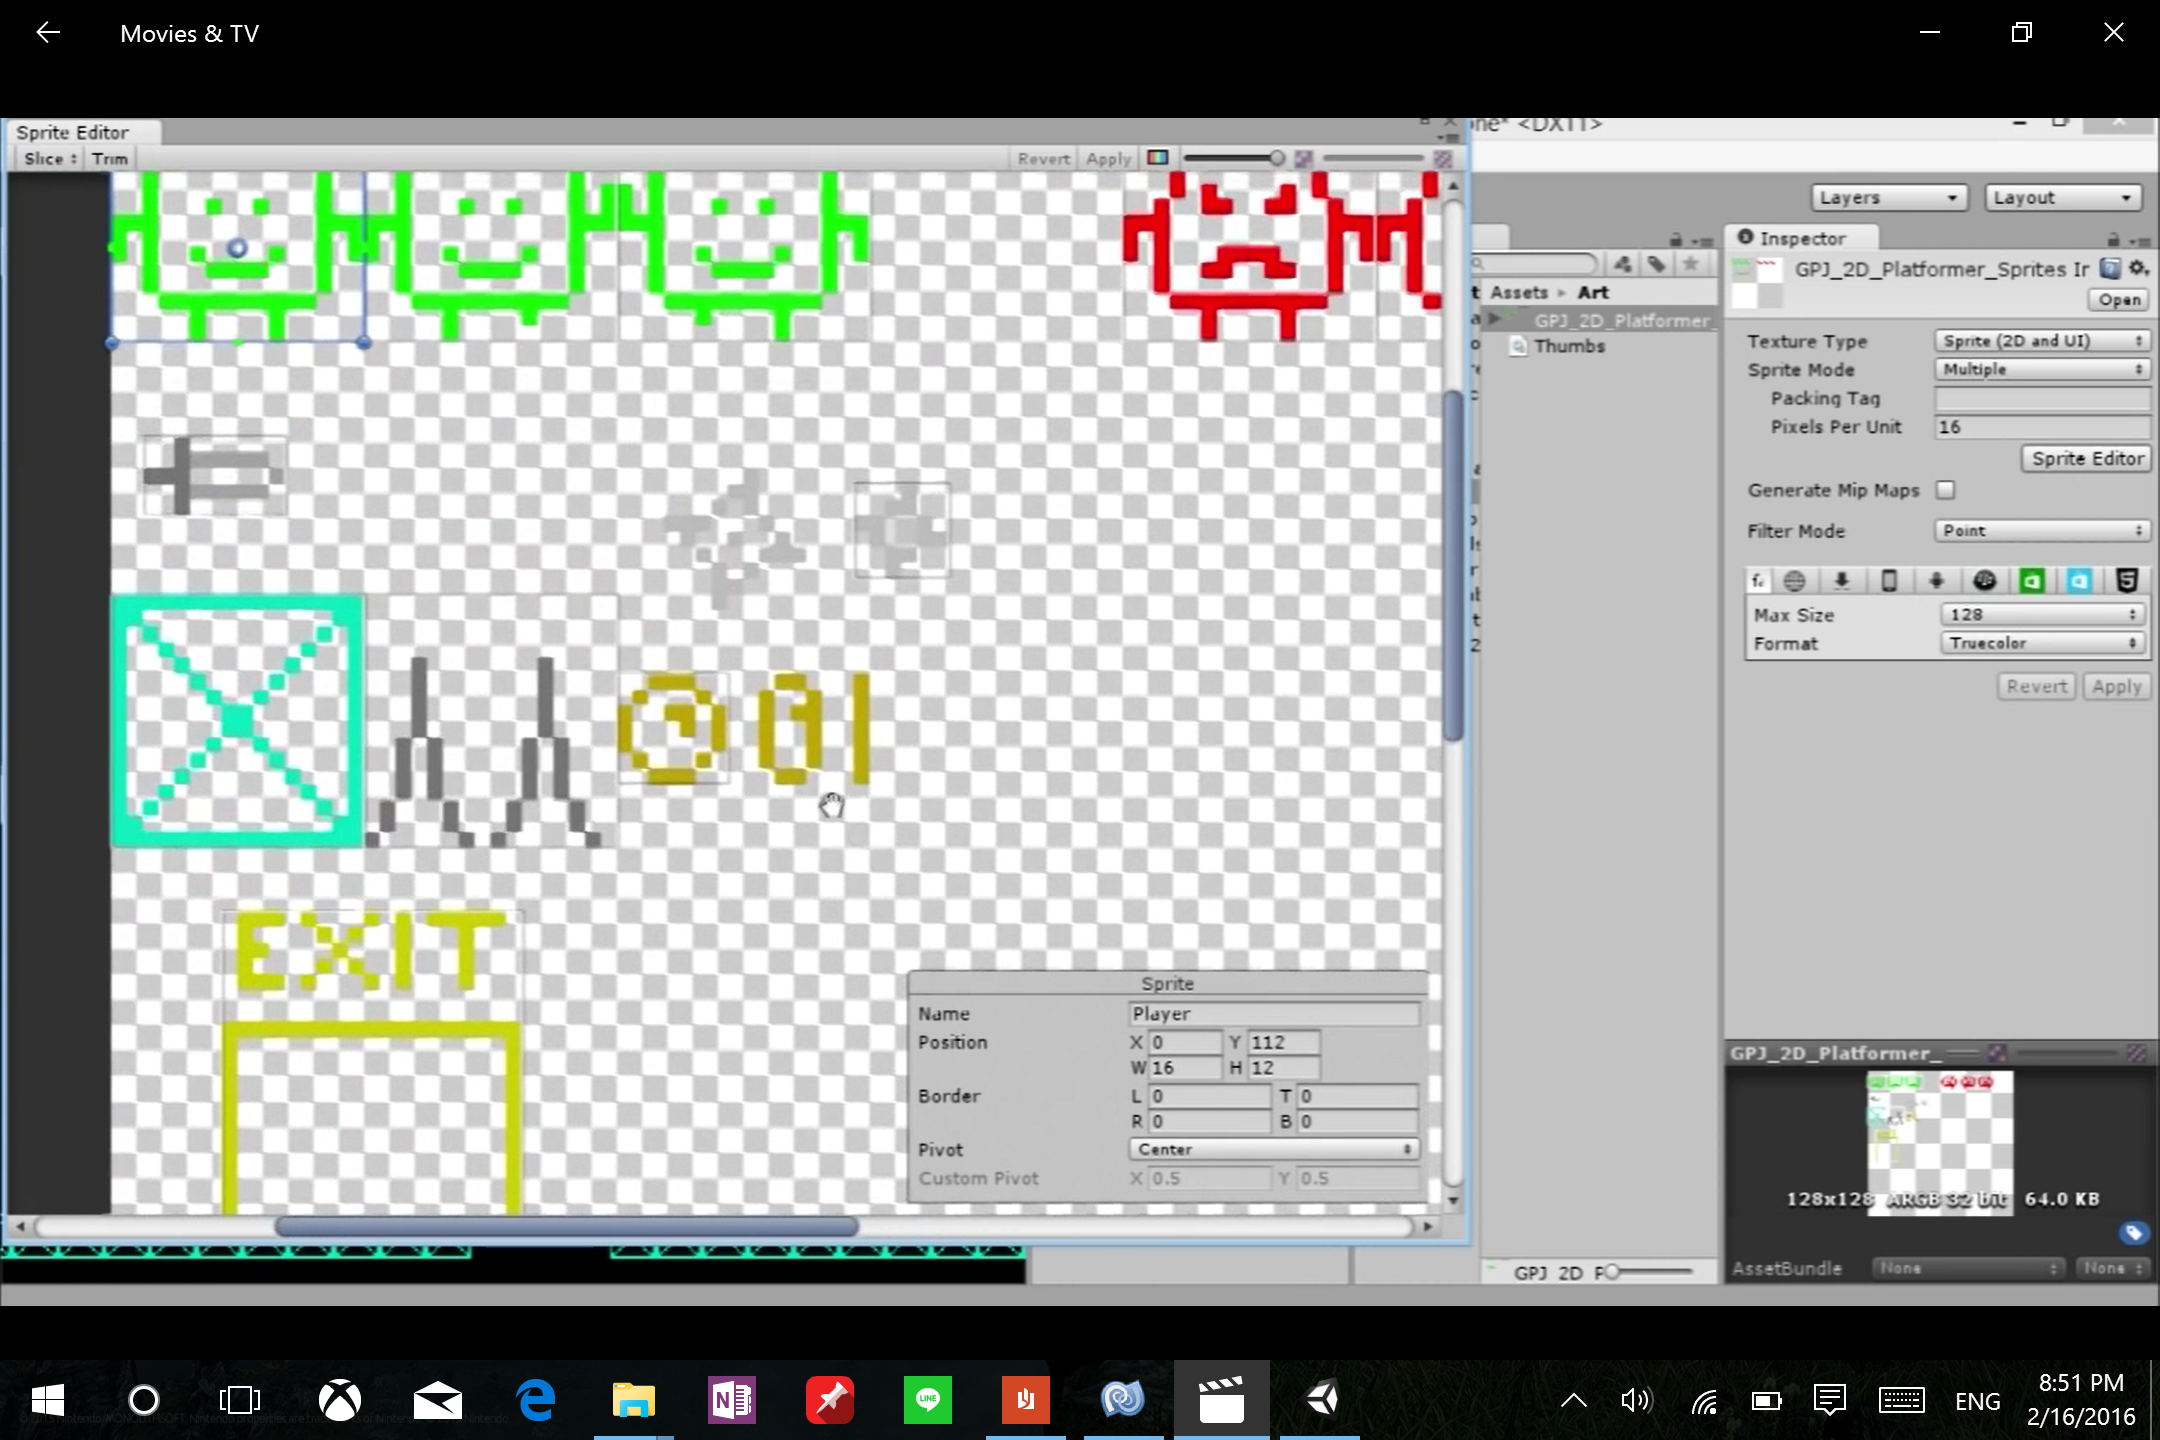 Movies & TV
Sprite Editor
Slice Trim Revert Apply
one* <DX11>
Layers Layout
Inspector
GPJ_2D_Platformer_Sprites Ir
Open
Assets Art
GPJ_2D_Platformer_
Thumbs
Texture Type Sprite (2D and UI)
Sprite Mode Multiple
Packing Tag
Pixels Per Unit 16
Sprite Editor
Generate Mip Maps
Filter Mode Point
Max Size 128
Format Truecolor
Revert Apply
EXIT
Sprite
Name Player
Position X 0 Y 112
W 16 H 12
Border L 0 T 0
R 0 B 0
Pivot Center
Custom Pivot X 0.5 Y 0.5
GPJ_2D_Platformer_
128x128 ARGB 32 bit 64.0 KB
AssetBundle None None
GPJ_2D_F
N
LINE
ENG
8:51 PM
2/16/2016